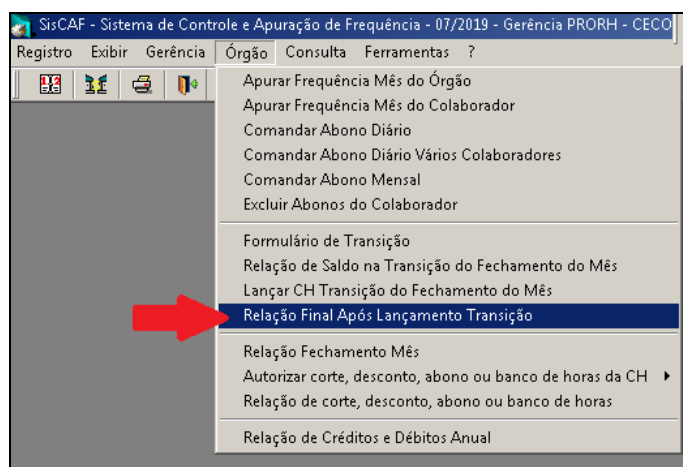 SisCAF - Sistema de Controle e Apuração de Frequência - 07/2019 - Gerência PRORH - CECO
Registro Exibir Gerência Órgão Consulta Ferramentas ?
Apurar Frequência Mês do Órgão
Apurar Frequência Mês do Colaborador
Comandar Abono Diário
Comandar Abono Diário Vários Colaboradores
Comandar Abono Mensal
Excluir Abonos do Colaborador
Formulário de Transição
Relação de Saldo na Transição do Fechamento do Mês
Lançar CH Transição do Fechamento do Mês
Relação Final Após Lançamento Transição
Relação Fechamento Mês
Autorizar corte, desconto, abono ou banco de horas da CH
Relação de corte, desconto, abono ou banco de horas
Relação de Créditos e Débitos Anual